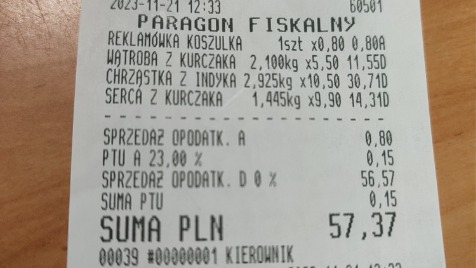 2023-11-21 12:33 60501
PARAGON FISKALNY
REKLAMÓWKA KOSZULKA 1szt x0,80 0,80A
WĄTROBA Z KURCZAKA 2,100kg x5,50 11,55D
CHRZĄSTKA Z INDYKA 2,925kg x10,50 30,71D
SERCA Z KURCZAKA 1,445kg x9,90 14,31D
- - - - - - - - - - - - - - - - - - - -
SPRZEDAŻ OPODATK. A 0,80
PTU A 23,00 % 0,15
SPRZEDAŻ OPODATK. D 0 % 56,57
SUMA PTU 0,15
SUMA PLN 57,37
00039 #00000001 KIEROWNIK